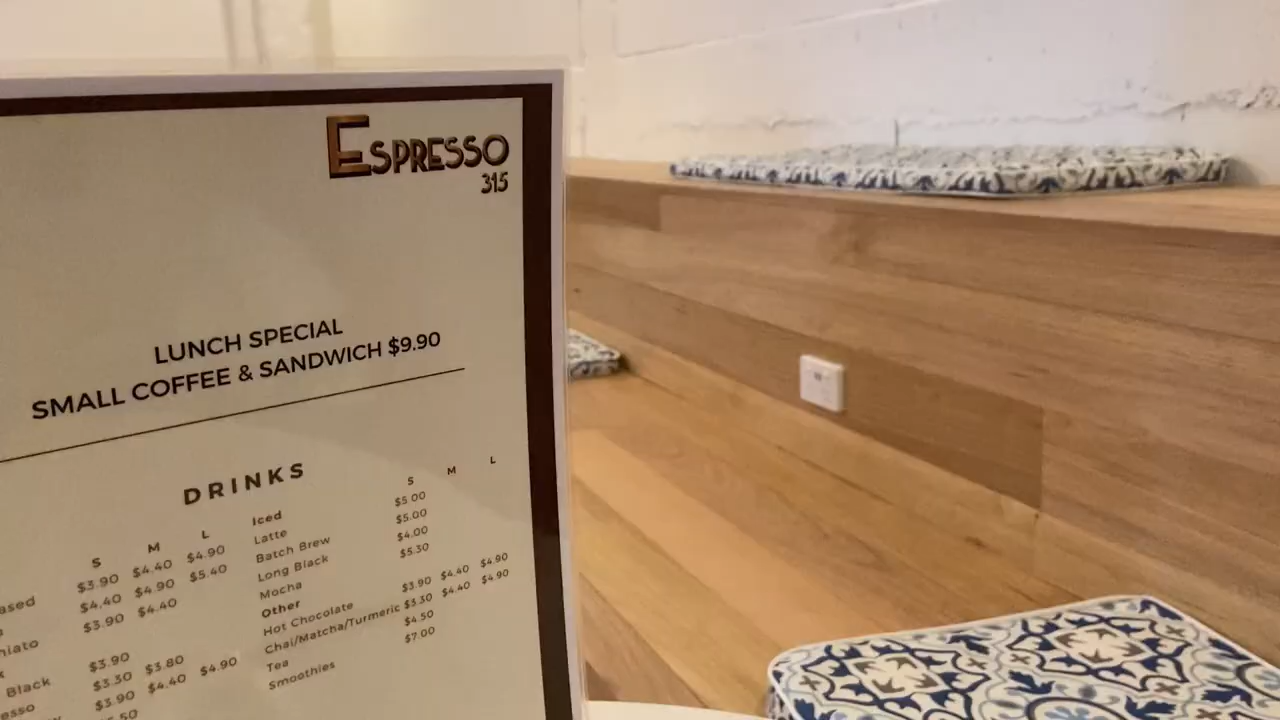 ESPRESSO
315
LUNCH SPECIAL
SMALL COFFEE & SANDWICH $9.90
DRINKS
S M L
$3.90 $4.40 $4.90
$4.40 $4.90 $5.40
$3.90 $4.40
$3.90
Black $3.30 $3.80
$3.90 $4.40 $4.90
S M L
Iced
Latte $5.00
Batch Brew $5.00
Long Black $4.00
Mocha $5.30
Other
Hot Chocolate $3.90 $4.40 $4.90
Chai/Matcha/Turmeric $3.30 $4.40 $4.90
Tea $4.50
Smoothies $7.00